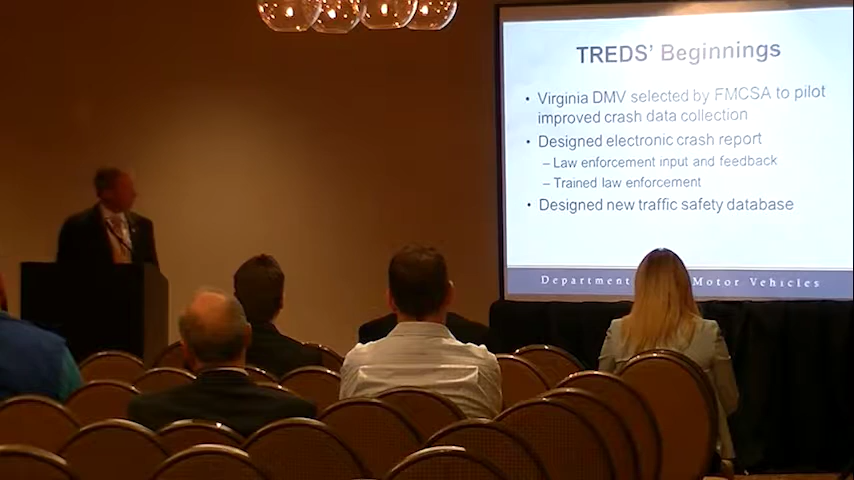 TREDS' Beginnings
• Virginia DMV selected by FMCSA to pilot
improved crash data collection
• Designed electronic crash report
– Law enforcement input and feedback
– Trained law enforcement
• Designed new traffic safety database
Department Motor Vehicles